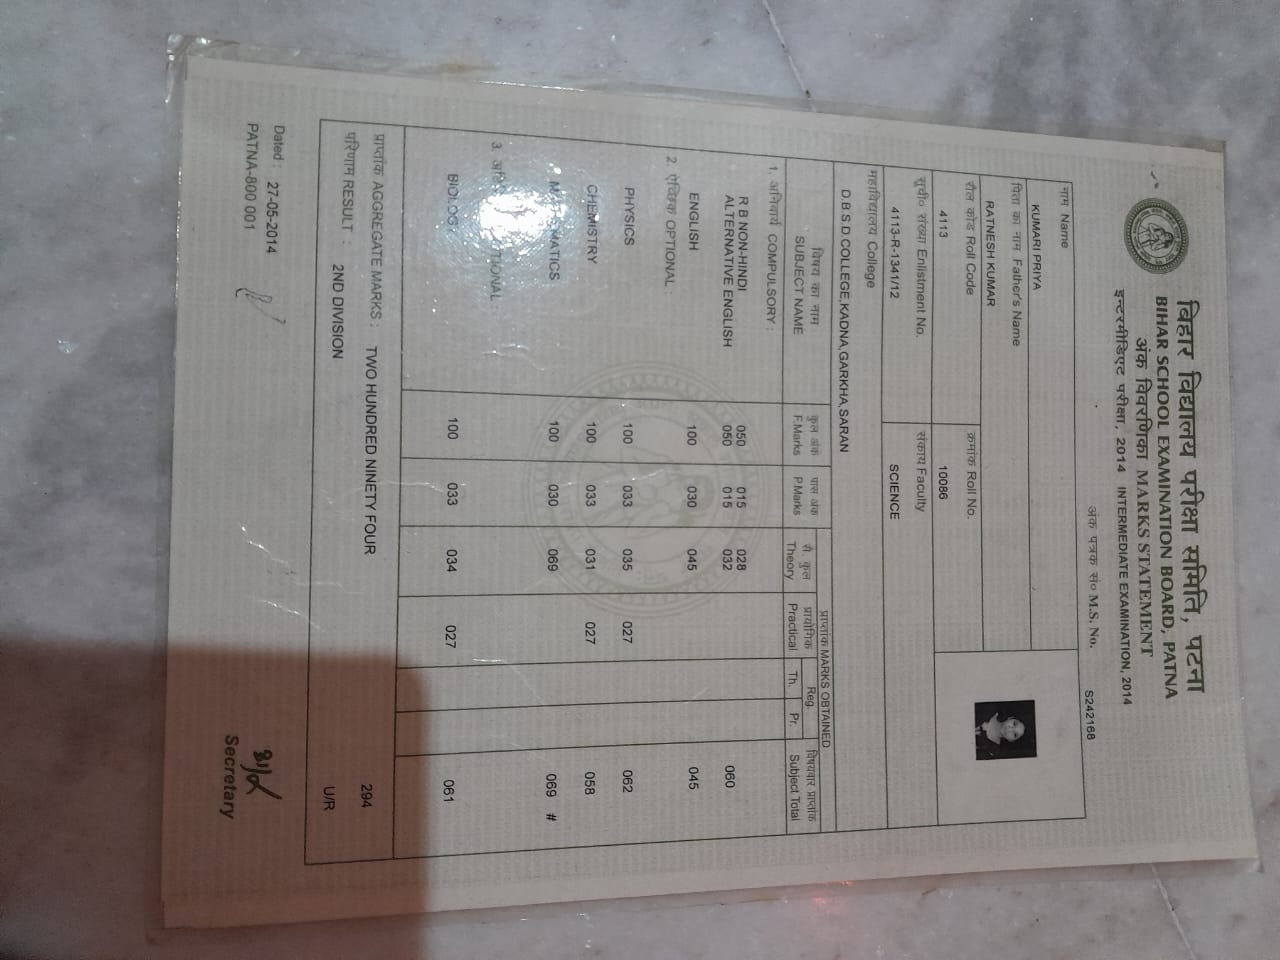 बिहार विद्यालय परीक्षा समिति, पटना
BIHAR SCHOOL EXAMINATION BOARD, PATNA
अंक विवरणिका MARKS STATEMENT
इन्टरमीडिएट परीक्षा, 2014 INTERMEDIATE EXAMINATION, 2014
अंक पत्रक सं० M.S. No. S242168
नाम Name
KUMARI PRIYA
पिता का नाम Father's Name
RATNESH KUMAR
रौल कोड Roll Code क्रमांक Roll No.
4113 10086
सूची० संख्या Enlistment No. संकाय Faculty
4113-R-1341/12 SCIENCE
महाविद्यालय College
D.B.S.D.COLLEGE,KADNA,GARKHA,SARAN
विषय का नाम SUBJECT NAME कुल अंक F.Marks पास अंक P.Marks प्राप्तांक MARKS OBTAINED
कुल Theory प्रायोगिक Practical Reg. Th. Pr. विषयवार प्राप्तांक Subject Total
1. अनिवार्य COMPULSORY :
R B NON-HINDI 050 015 028
ALTERNATIVE ENGLISH 050 015 032 060
ENGLISH 100 030 045 045
2. ऐच्छिक OPTIONAL :
PHYSICS 100 033 035 027 062
CHEMISTRY 100 033 031 027 058
100 030 069 069 #
3.
100 033 034 027 061
प्राप्तांक AGGREGATE MARKS : TWO HUNDRED NINETY FOUR 294
परिणाम RESULT : 2ND DIVISION U/R
Dated : 27-05-2014
PATNA-800 001
Secretary